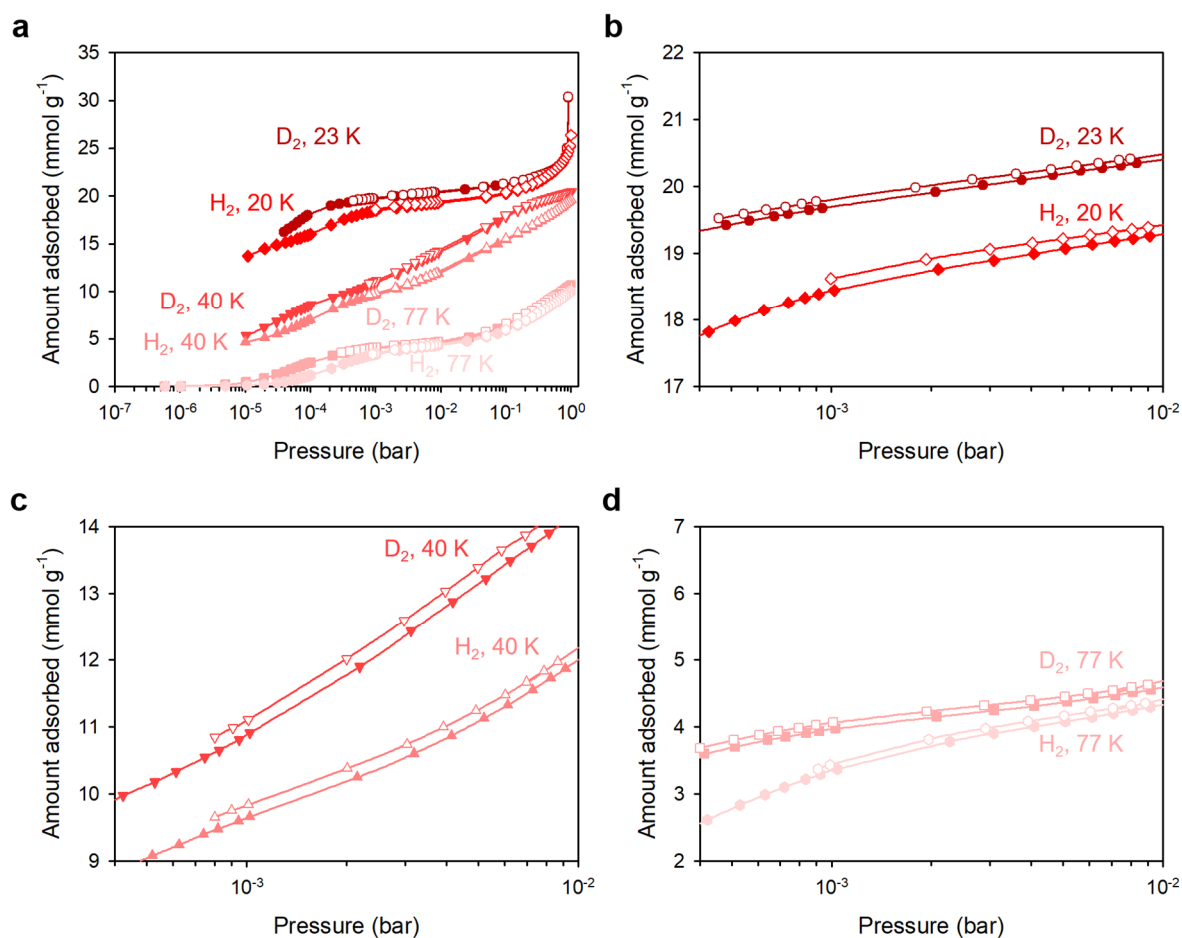 a
35
30
25
20
15
10
5
0
Amount adsorbed (mmol g⁻¹)
D₂, 23 K
H₂, 20 K
D₂, 40 K
H₂, 40 K
D₂, 77 K
H₂, 77 K
10⁻⁷ 10⁻⁶ 10⁻⁵ 10⁻⁴ 10⁻³ 10⁻² 10⁻¹ 10⁰
Pressure (bar)
b
22
21
20
19
18
17
Amount adsorbed (mmol g⁻¹)
D₂, 23 K
H₂, 20 K
10⁻³ 10⁻²
Pressure (bar)
c
14
13
12
11
10
9
Amount adsorbed (mmol g⁻¹)
D₂, 40 K
H₂, 40 K
10⁻³ 10⁻²
Pressure (bar)
d
7
6
5
4
3
2
Amount adsorbed (mmol g⁻¹)
D₂, 77 K
H₂, 77 K
10⁻³ 10⁻²
Pressure (bar)